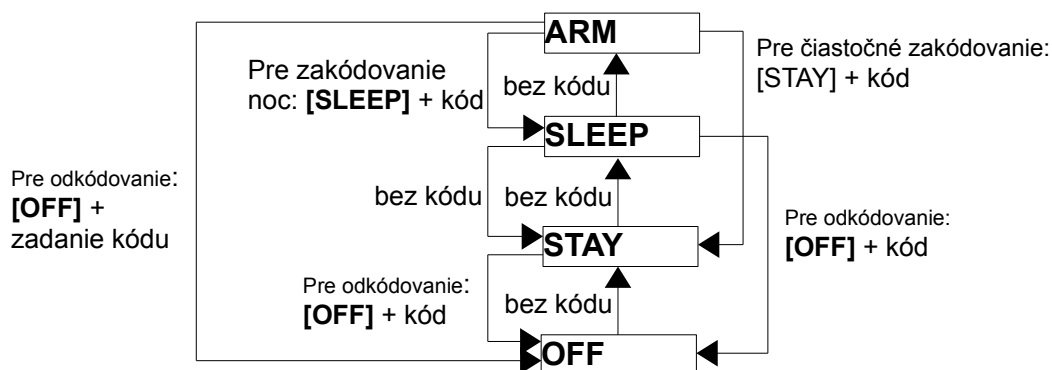 ARM
Pre zakódovanie
noc: [SLEEP] + kód
bez kódu
Pre čiastočné zakódovanie:
[STAY] + kód
SLEEP
Pre odkódovanie:
[OFF] +
zadanie kódu
bez kódu
bez kódu
Pre odkódovanie:
[OFF] + kód
STAY
Pre odkódovanie:
[OFF] + kód
bez kódu
OFF